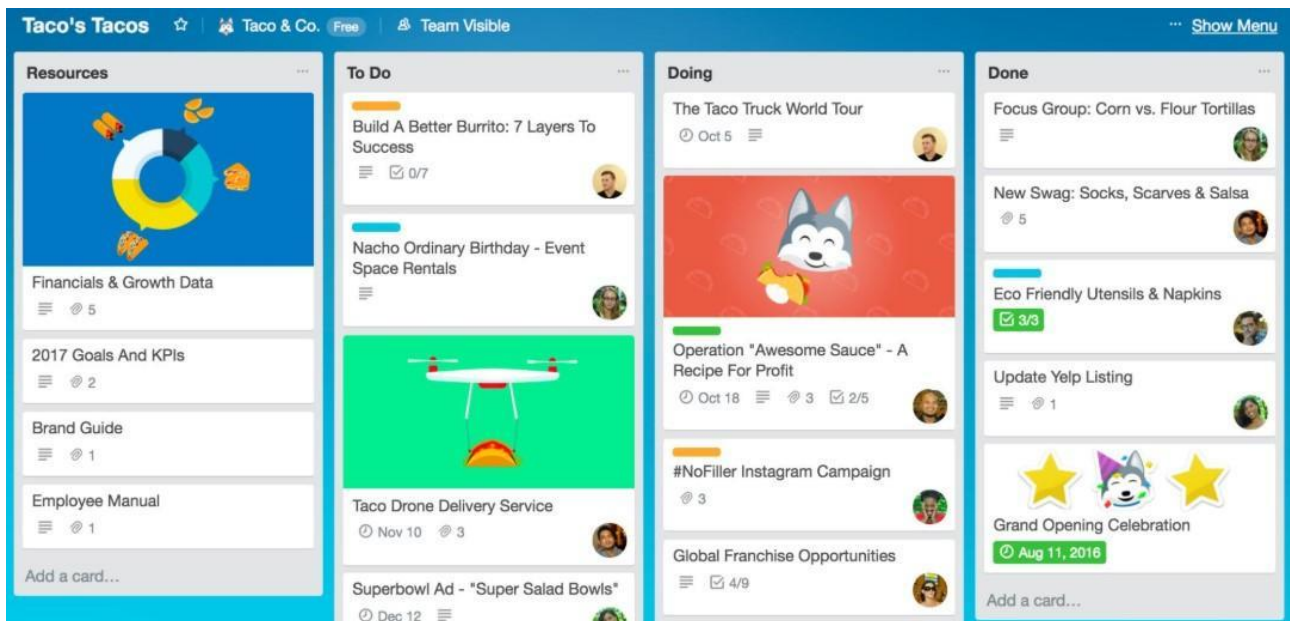 Taco's Tacos
Taco & Co.
Free
Team Visible
... Show Menu
Resources
Financials & Growth Data
5
2017 Goals And KPIs
2
Brand Guide
1
Employee Manual
1
Add a card...
To Do
Build A Better Burrito: 7 Layers To
Success
0/7
Nacho Ordinary Birthday - Event
Space Rentals
Taco Drone Delivery Service
Nov 10
3
Superbowl Ad - "Super Salad Bowls"
Dec 12
Doing
The Taco Truck World Tour
Oct 5
Operation "Awesome Sauce" - A
Recipe For Profit
Oct 18
3
2/5
#NoFiller Instagram Campaign
3
Global Franchise Opportunities
4/9
Done
Focus Group: Corn vs. Flour Tortillas
New Swag: Socks, Scarves & Salsa
5
Eco Friendly Utensils & Napkins
3/3
Update Yelp Listing
1
Grand Opening Celebration
Aug 11, 2016
Add a card...